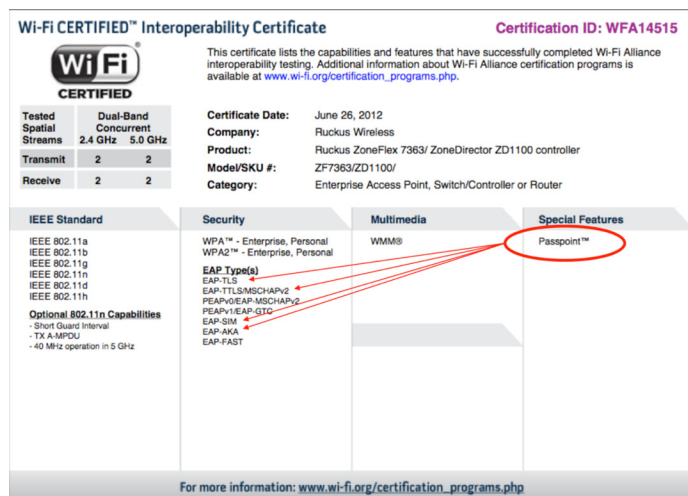 Wi-Fi CERTIFIED™ Interoperability Certificate
Certification ID: WFA14515
This certificate lists the capabilities and features that have successfully completed Wi-Fi Alliance
interoperability testing. Additional information about Wi-Fi Alliance certification programs is
available at www.wi-fi.org/certification_programs.php.
Wi Fi
CERTIFIED
Tested Spatial Streams
Dual-Band Concurrent
2.4 GHz 5.0 GHz
Transmit 2 2
Receive 2 2
Certificate Date: June 26, 2012
Company: Ruckus Wireless
Product: Ruckus ZoneFlex 7363/ ZoneDirector ZD1100 controller
Model/SKU #: ZF7363/ZD1100/
Category: Enterprise Access Point, Switch/Controller or Router
IEEE Standard
IEEE 802.11a
IEEE 802.11b
IEEE 802.11g
IEEE 802.11n
IEEE 802.11d
IEEE 802.11h
Optional 802.11n Capabilities
- Short Guard Interval
- TX A-MPDU
- 40 MHz operation in 5 GHz
Security
WPA™ - Enterprise, Personal
WPA2™ - Enterprise, Personal
EAP Type(s)
EAP-TLS
EAP-TTLS/MSCHAPv2
PEAPv0/EAP-MSCHAPv2
PEAPv1/EAP-GTC
EAP-SIM
EAP-AKA
EAP-FAST
Multimedia
WMM®
Special Features
Passpoint™
For more information: www.wi-fi.org/certification_programs.php